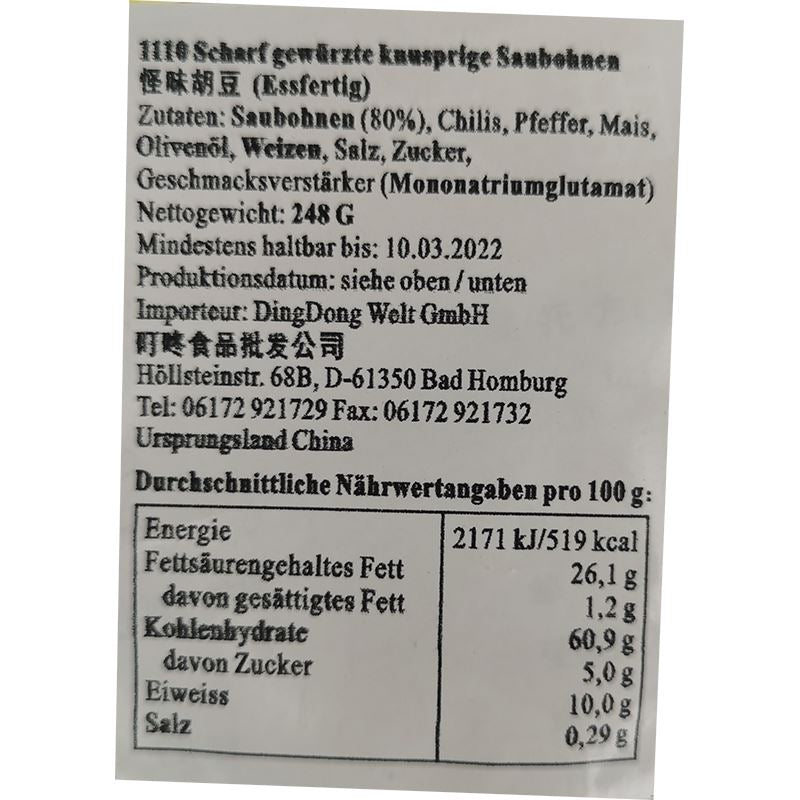 1110 Scharf gewürzte knusprige Saubohnen
怪味胡豆 (Essfertig)
Zutaten: Saubohnen (80%), Chilis, Pfeffer, Mais,
Olivenöl, Weizen, Salz, Zucker,
Geschmacksverstärker (Mononatriumglutamat)
Nettogewicht: 248 G
Mindestens haltbar bis: 10.03.2022
Produktionsdatum: siehe oben / unten
Importeur: DingDong Welt GmbH
叮咚食品批发公司
Höllsteinstr. 68B, D-61350 Bad Homburg
Tel: 06172 921729 Fax: 06172 921732
Ursprungsland China
Durchschnittliche Nährwertangaben pro 100 g:
Energie 2171 kJ/519 kcal
Fettsäurengehaltes Fett 26,1 g
davon gesättigtes Fett 1,2 g
Kohlenhydrate 60,9 g
davon Zucker 5,0 g
Eiweiss 10,0 g
Salz 0,29 g